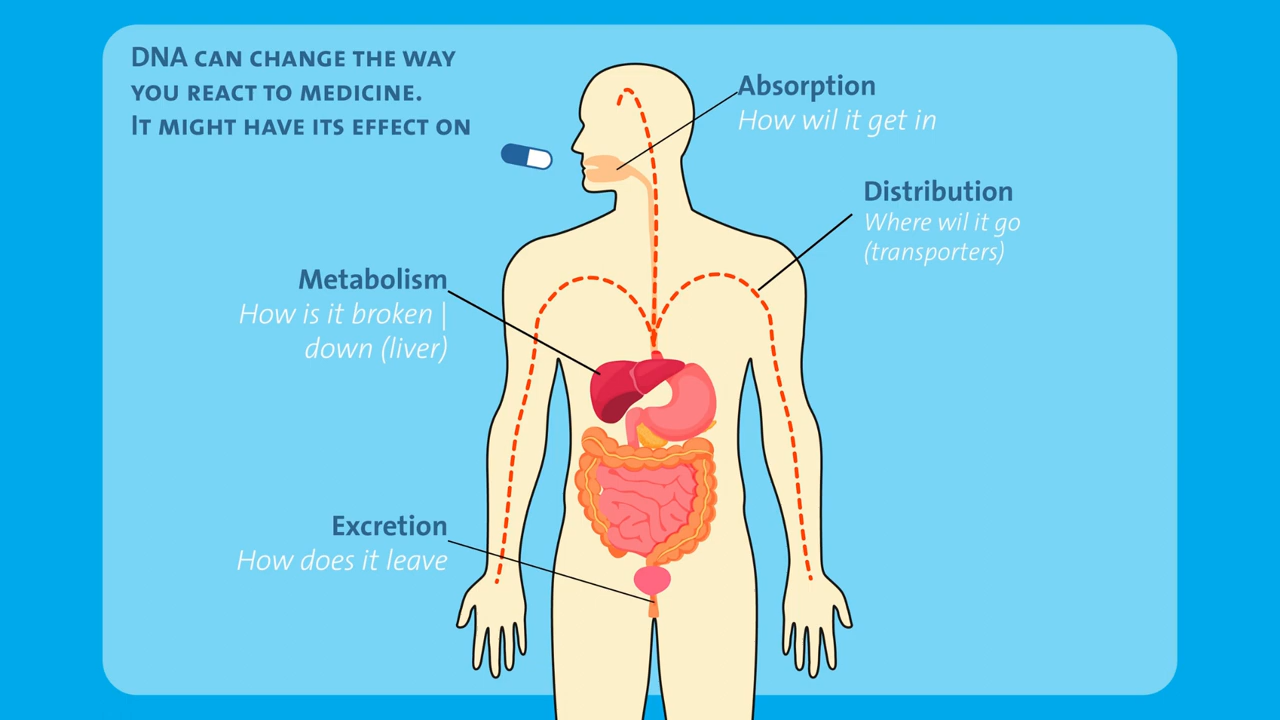 DNA can change the way
you react to medicine.
It might have its effect on
Absorption
How wil it get in
Distribution
Where wil it go
(transporters)
Metabolism
How is it broken |
down (liver)
Excretion
How does it leave